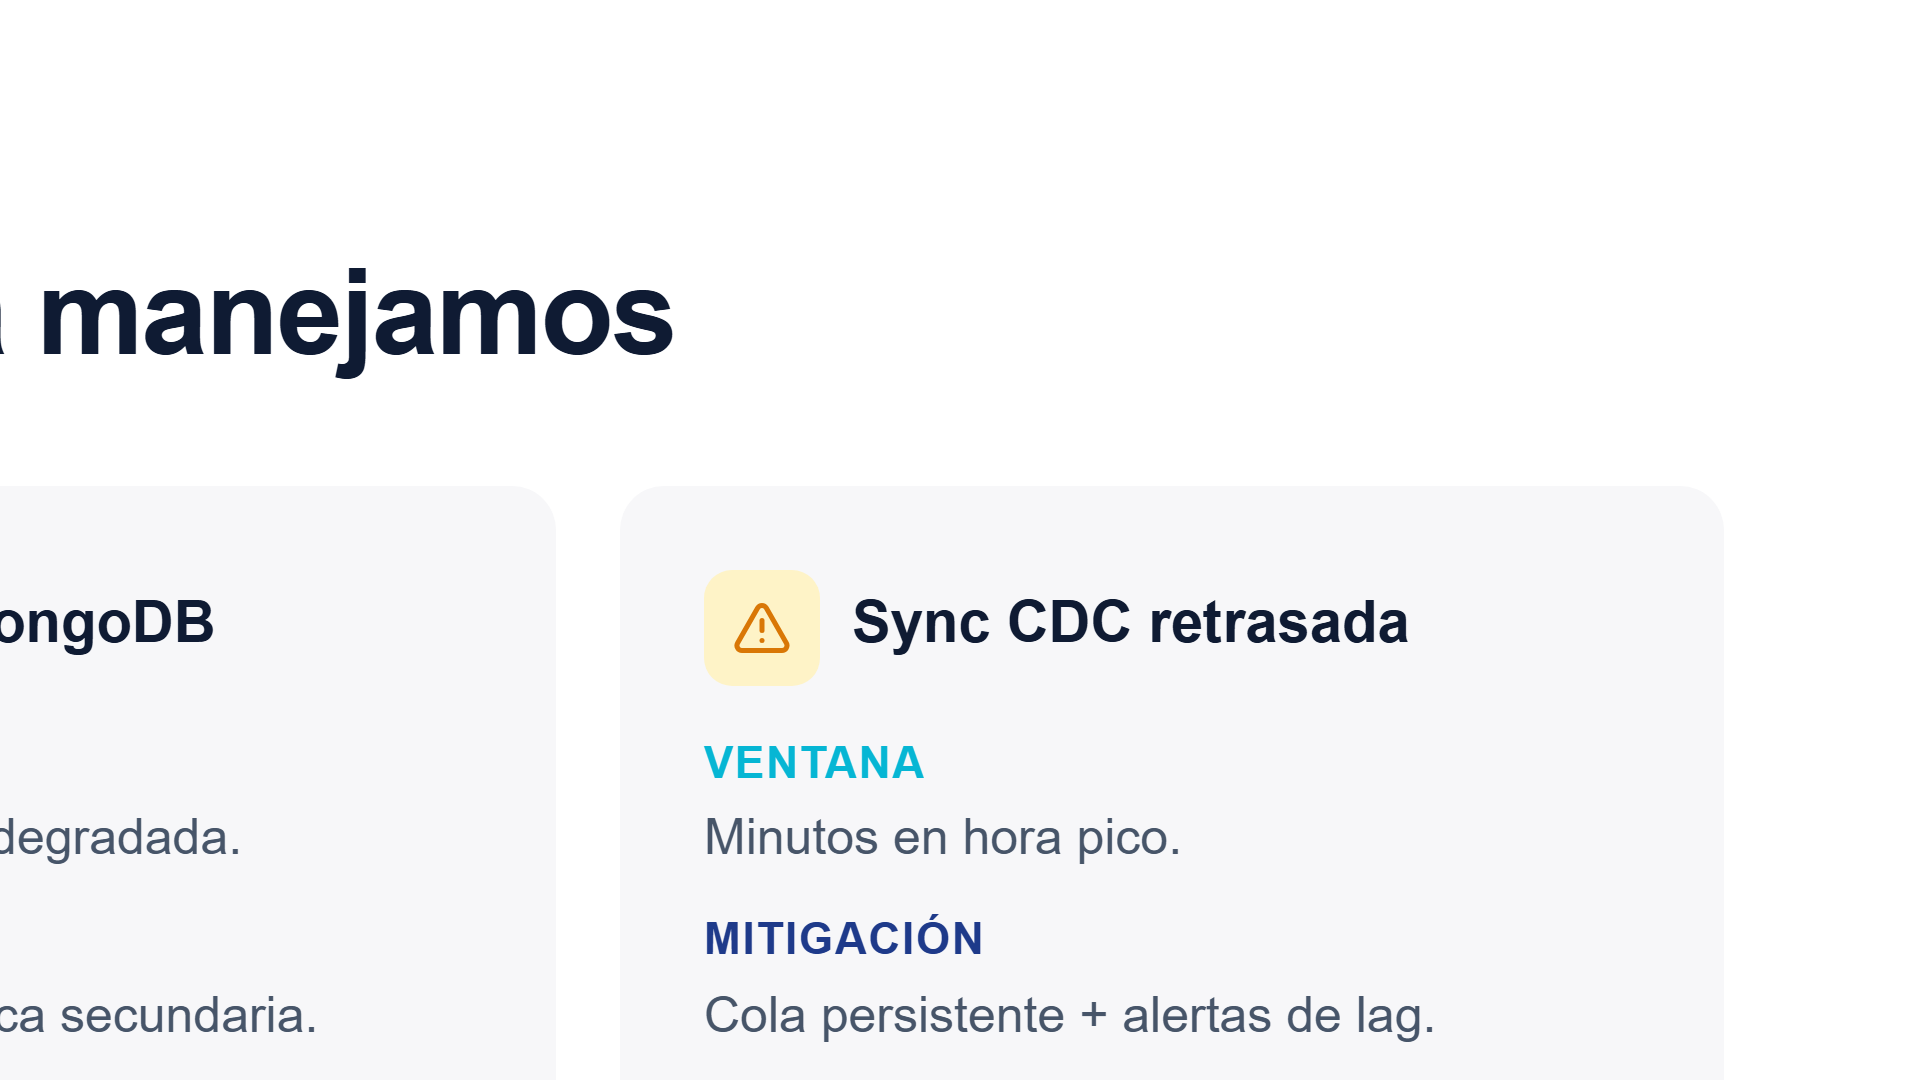 manejamos
ongoDB
degradada.
ca secundaria.
Sync CDC retrasada
VENTANA
Minutos en hora pico.
MITIGACIÓN
Cola persistente + alertas de lag.